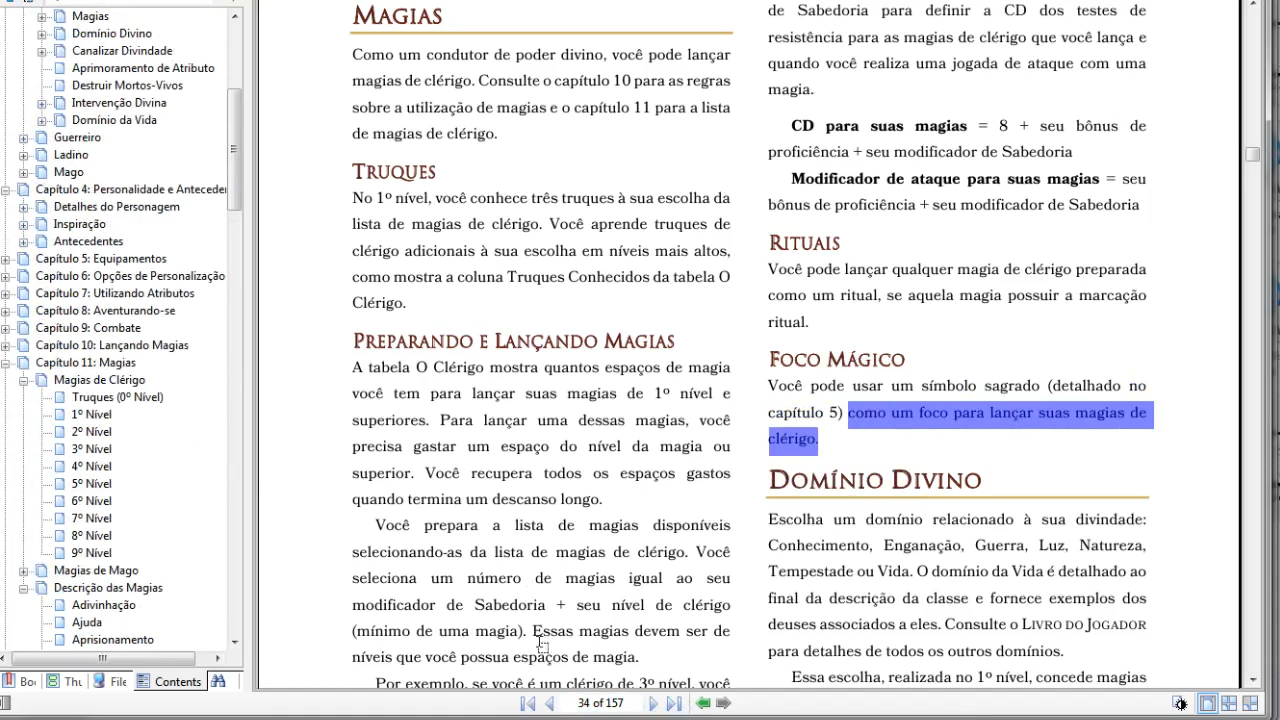 Magias
Domínio Divino
Canalizar Divindade
Aprimoramento de Atributo
Destruir Mortos-Vivos
Intervenção Divina
Domínio da Vida
Guerreiro
Ladino
Mago
Capítulo 4: Personalidade e Anteceder
Detalhes do Personagem
Inspiração
Antecedentes
Capítulo 5: Equipamentos
Capítulo 6: Opções de Personalização
Capítulo 7: Utilizando Atributos
Capítulo 8: Aventurando-se
Capítulo 9: Combate
Capítulo 10: Lançando Magias
Capítulo 11: Magias
Magias de Clérigo
Truques (0º Nível)
1º Nível
2º Nível
3º Nível
4º Nível
5º Nível
6º Nível
7º Nível
8º Nível
9º Nível
Magias de Mago
Descrição das Magias
Adivinhação
Ajuda
Aprisionamento
Boo
Thu
File
Contents
MAGIAS
Como um condutor de poder divino, você pode lançar
magias de clérigo. Consulte o capítulo 10 para as regras
sobre a utilização de magias e o capítulo 11 para a lista
de magias de clérigo.
TRUQUES
No 1º nível, você conhece três truques à sua escolha da
lista de magias de clérigo. Você aprende truques de
clérigo adicionais à sua escolha em níveis mais altos,
como mostra a coluna Truques Conhecidos da tabela O
Clérigo.
PREPARANDO E LANÇANDO MAGIAS
A tabela O Clérigo mostra quantos espaços de magia
você tem para lançar suas magias de 1º nível e
superiores. Para lançar uma dessas magias, você
precisa gastar um espaço do nível da magia ou
superior. Você recupera todos os espaços gastos
quando termina um descanso longo.
Você prepara a lista de magias disponíveis
selecionando-as da lista de magias de clérigo. Você
seleciona um número de magias igual ao seu
modificador de Sabedoria + seu nível de clérigo
(mínimo de uma magia). Essas magias devem ser de
níveis que você possua espaços de magia.
Por exemplo, se você é um clérigo de 3º nível, você
de Sabedoria para definir a CD dos testes de
resistência para as magias de clérigo que você lança e
quando você realiza uma jogada de ataque com uma
magia.
CD para suas magias = 8 + seu bônus de
proficiência + seu modificador de Sabedoria
Modificador de ataque para suas magias = seu
bônus de proficiência + seu modificador de Sabedoria
RITUAIS
Você pode lançar qualquer magia de clérigo preparada
como um ritual, se aquela magia possuir a marcação
ritual.
FOCO MÁGICO
Você pode usar um símbolo sagrado (detalhado no
capítulo 5) como um foco para lançar suas magias de
clérigo.
DOMÍNIO DIVINO
Escolha um domínio relacionado à sua divindade:
Conhecimento, Enganação, Guerra, Luz, Natureza,
Tempestade ou Vida. O domínio da Vida é detalhado ao
final da descrição da classe e fornece exemplos dos
deuses associados a eles. Consulte o LIVRO DO JOGADOR
para detalhes de todos os outros domínios.
Essa escolha, realizada no 1º nível, concede magias
34 of 157